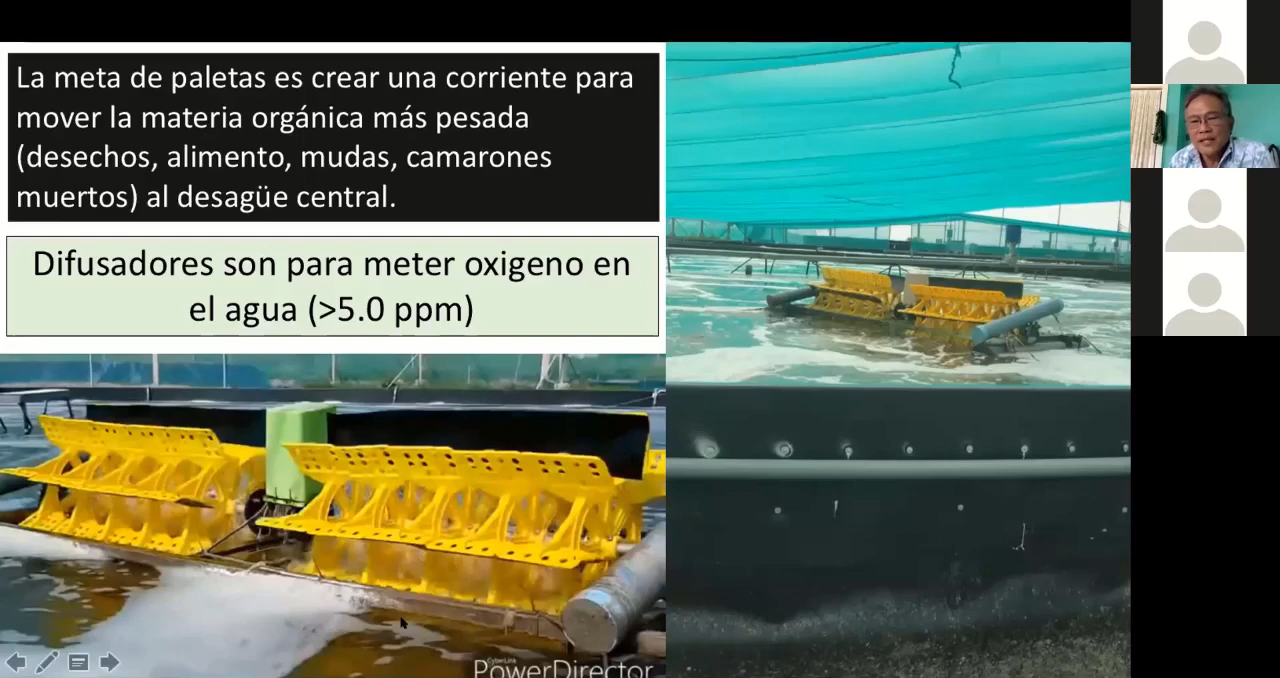 La meta de paletas es crear una corriente para
mover la materia orgánica más pesada
(desechos, alimento, mudas, camarones
muertos) al desagüe central.
Difusadores son para meter oxigeno en
el agua (>5.0 ppm)
CyberLink
PowerDirector